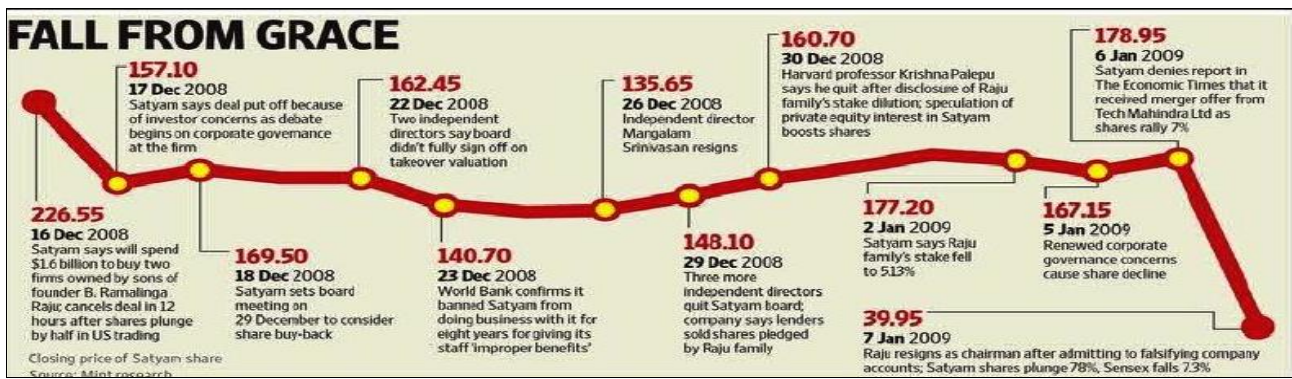 FALL FROM GRACE
226.55
16 Dec 2008
Satyam says will spend
$1.6 billion to buy two
firms owned by sons of
founder B. Ramalinga
Raju; cancels deal in 12
hours after shares plunge
by half in US trading
157.10
17 Dec 2008
Satyam says deal put off because
of investor concerns as debate
begins on corporate governance
at the firm
169.50
18 Dec 2008
Satyam sets board
meeting on
29 December to consider
share buy-back
162.45
22 Dec 2008
Two independent
directors say board
didn't fully sign off on
takeover valuation
140.70
23 Dec 2008
World Bank confirms it
banned Satyam from
doing business with it for
eight years for giving its
staff 'improper benefits'
135.65
26 Dec 2008
Independent director
Mangalam
Srinivasan resigns
148.10
29 Dec 2008
Three more
independent directors
quit Satyam board;
company says lenders
sold shares pledged
by Raju family
160.70
30 Dec 2008
Harvard professor Krishna Palepu
says he quit after disclosure of Raju
family's stake dilution; speculation of
private equity interest in Satyam
boosts shares
177.20
2 Jan 2009
Satyam says Raju
family's stake fell
to 5.13%
167.15
5 Jan 2009
Renewed corporate
governance concerns
cause share decline
178.95
6 Jan 2009
Satyam denies report in
The Economic Times that it
received merger offer from
Tech Mahindra Ltd as
shares rally 7%
39.95
7 Jan 2009
Raju resigns as chairman after admitting to falsifying company
accounts; Satyam shares plunge 78%, Sensex falls 7.3%
Closing price of Satyam share
Source: Mint research